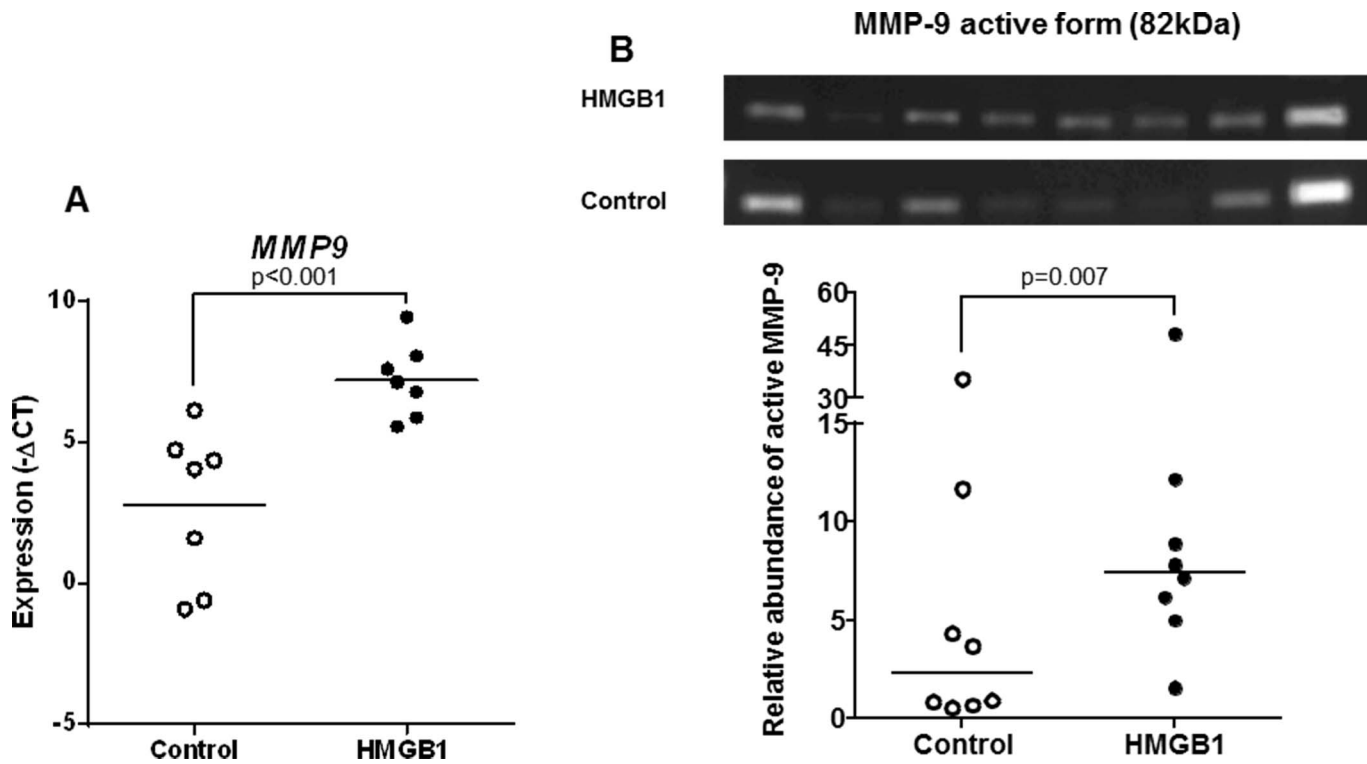 A
MMP9
p<0.001
Expression (-ΔCT)
10
5
0
-5
Control
HMGB1
B
MMP-9 active form (82kDa)
HMGB1
Control
p=0.007
Relative abundance of active MMP-9
60
45
30
15
10
5
0
Control
HMGB1